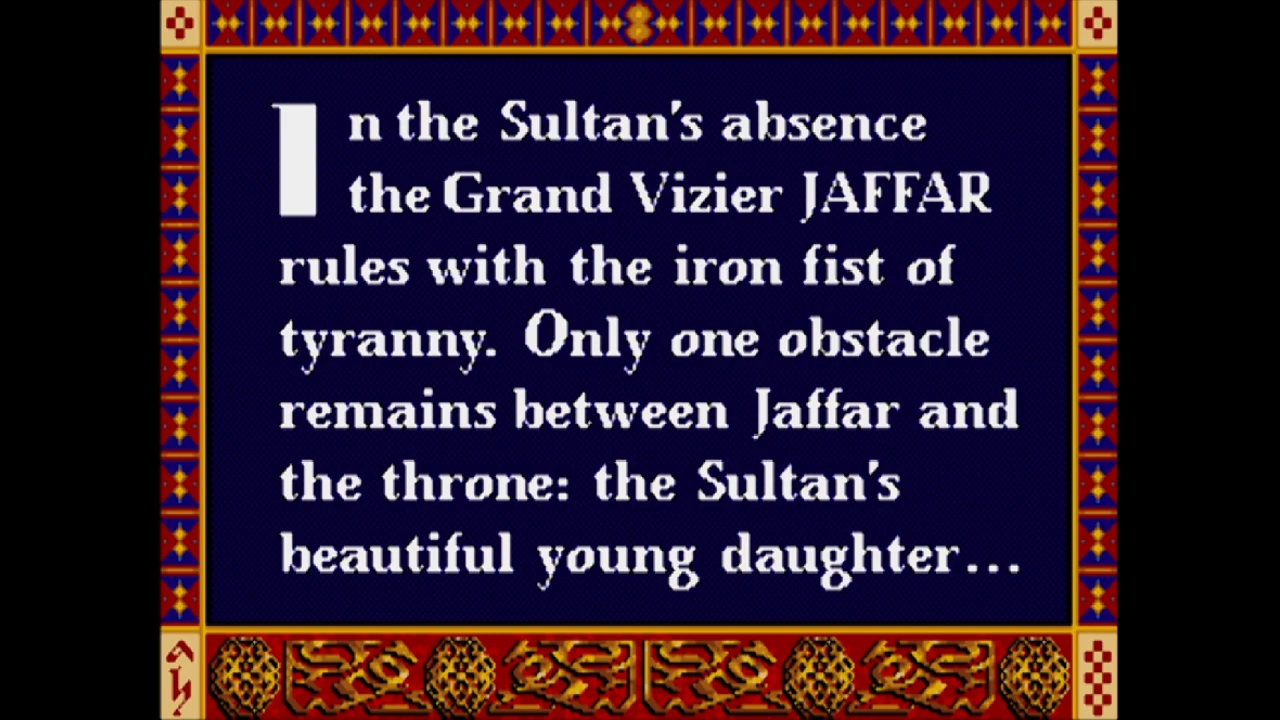 In the Sultan's absence
the Grand Vizier JAFFAR
rules with the iron fist of
tyranny. Only one obstacle
remains between Jaffar and
the throne: the Sultan's
beautiful young daughter...